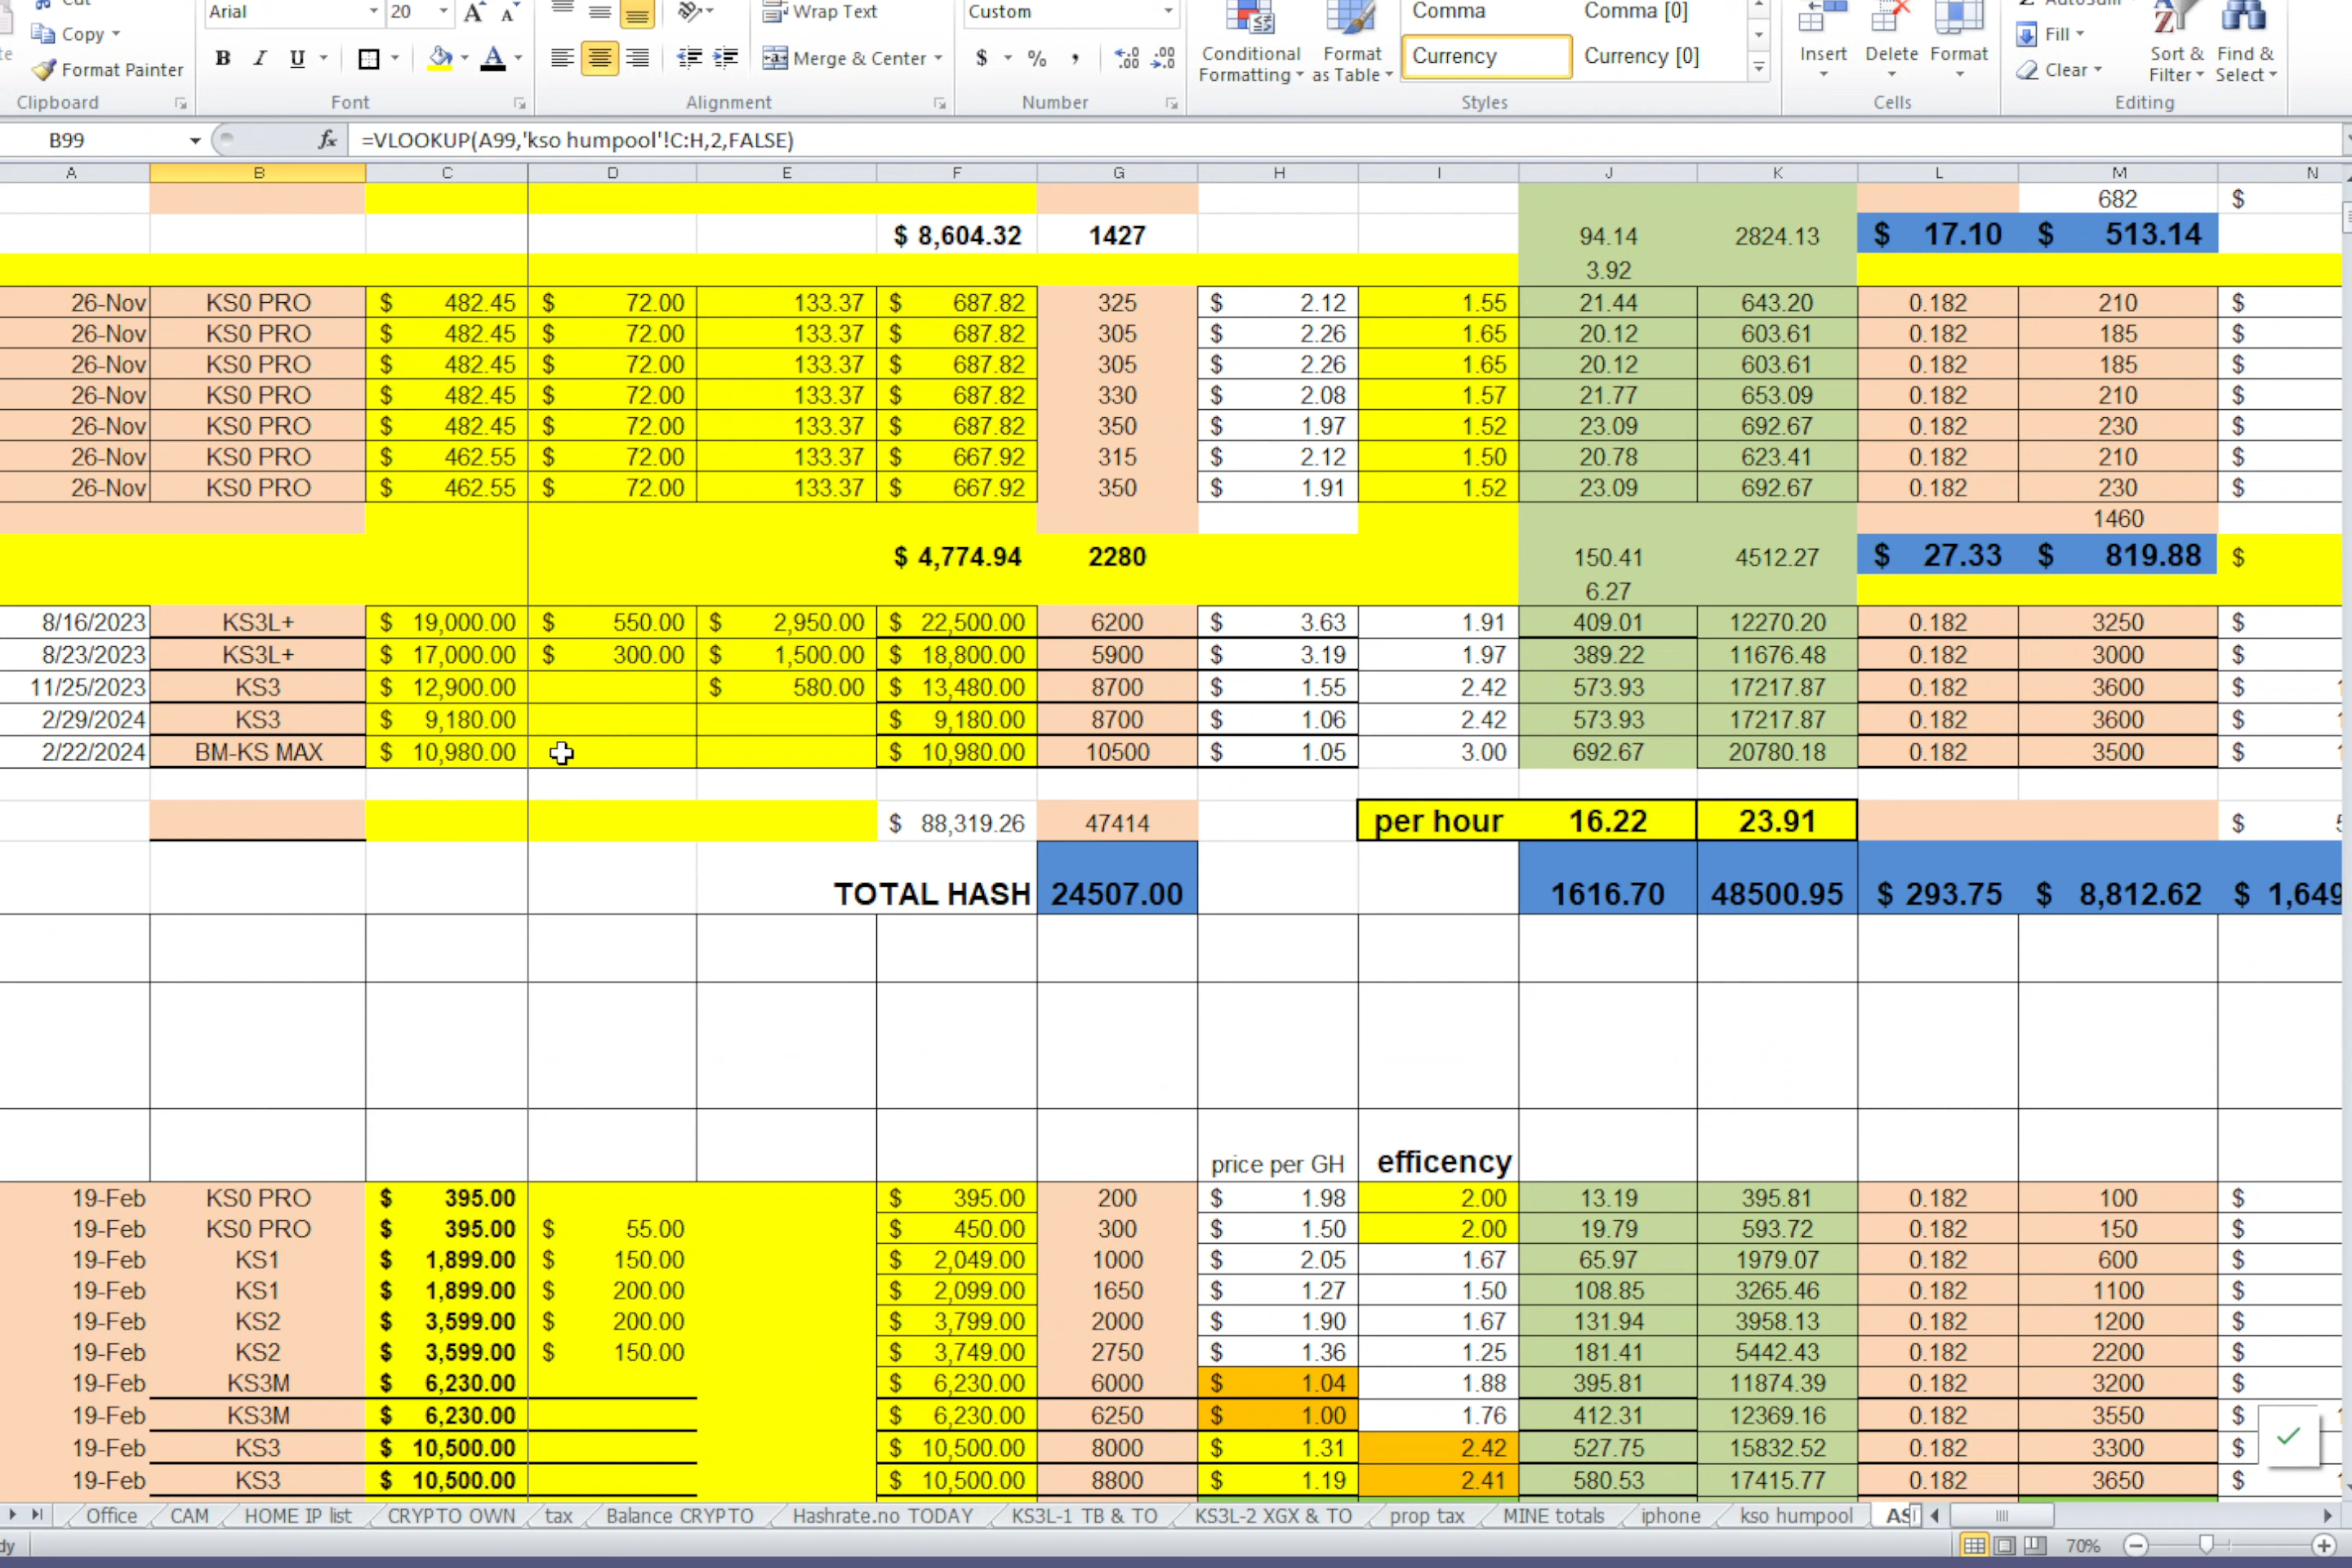 Arial 20 Wrap Text Custom Comma Comma [0]
Copy Fill
B I U Merge & Center $ % , Conditional Formatting Format as Table Currency Currency [0] Insert Delete Format Sort & Filter Find & Select
Format Painter Clear
Clipboard Font Alignment Number Styles Cells Editing
B99 fx =VLOOKUP(A99,'kso humpool'!C:H,2,FALSE)
A B C D E F G H I J K L M N
682 $
$ 8,604.32 1427 94.14 2824.13 $ 17.10 $ 513.14
3.92
26-Nov KS0 PRO $ 482.45 $ 72.00 133.37 $ 687.82 325 $ 2.12 1.55 21.44 643.20 0.182 210 $
26-Nov KS0 PRO $ 482.45 $ 72.00 133.37 $ 687.82 305 $ 2.26 1.65 20.12 603.61 0.182 185 $
26-Nov KS0 PRO $ 482.45 $ 72.00 133.37 $ 687.82 305 $ 2.26 1.65 20.12 603.61 0.182 185 $
26-Nov KS0 PRO $ 482.45 $ 72.00 133.37 $ 687.82 330 $ 2.08 1.57 21.77 653.09 0.182 210 $
26-Nov KS0 PRO $ 482.45 $ 72.00 133.37 $ 687.82 350 $ 1.97 1.52 23.09 692.67 0.182 230 $
26-Nov KS0 PRO $ 462.55 $ 72.00 133.37 $ 667.92 315 $ 2.12 1.50 20.78 623.41 0.182 210 $
26-Nov KS0 PRO $ 462.55 $ 72.00 133.37 $ 667.92 350 $ 1.91 1.52 23.09 692.67 0.182 230 $
1460
$ 4,774.94 2280 150.41 4512.27 $ 27.33 $ 819.88 $
6.27
8/16/2023 KS3L+ $ 19,000.00 $ 550.00 $ 2,950.00 $ 22,500.00 6200 $ 3.63 1.91 409.01 12270.20 0.182 3250 $
8/23/2023 KS3L+ $ 17,000.00 $ 300.00 $ 1,500.00 $ 18,800.00 5900 $ 3.19 1.97 389.22 11676.48 0.182 3000 $
11/25/2023 KS3 $ 12,900.00 $ 580.00 $ 13,480.00 8700 $ 1.55 2.42 573.93 17217.87 0.182 3600 $
2/29/2024 KS3 $ 9,180.00 $ 9,180.00 8700 $ 1.06 2.42 573.93 17217.87 0.182 3600 $
2/22/2024 BM-KS MAX $ 10,980.00 $ 10,980.00 10500 $ 1.05 3.00 692.67 20780.18 0.182 3500 $
$ 88,319.26 47414 per hour 16.22 23.91 $
TOTAL HASH 24507.00 1616.70 48500.95 $ 293.75 $ 8,812.62 $ 1,649
price per GH efficency
19-Feb KS0 PRO $ 395.00 $ 395.00 200 $ 1.98 2.00 13.19 395.81 0.182 100 $
19-Feb KS0 PRO $ 395.00 $ 55.00 $ 450.00 300 $ 1.50 2.00 19.79 593.72 0.182 150 $
19-Feb KS1 $ 1,899.00 $ 150.00 $ 2,049.00 1000 $ 2.05 1.67 65.97 1979.07 0.182 600 $
19-Feb KS1 $ 1,899.00 $ 200.00 $ 2,099.00 1650 $ 1.27 1.50 108.85 3265.46 0.182 1100 $
19-Feb KS2 $ 3,599.00 $ 200.00 $ 3,799.00 2000 $ 1.90 1.67 131.94 3958.13 0.182 1200 $
19-Feb KS2 $ 3,599.00 $ 150.00 $ 3,749.00 2750 $ 1.36 1.25 181.41 5442.43 0.182 2200 $
19-Feb KS3M $ 6,230.00 $ 6,230.00 6000 $ 1.04 1.88 395.81 11874.39 0.182 3200 $
19-Feb KS3M $ 6,230.00 $ 6,230.00 6250 $ 1.00 1.76 412.31 12369.16 0.182 3550 $
19-Feb KS3 $ 10,500.00 $ 10,500.00 8000 $ 1.31 2.42 527.75 15832.52 0.182 3300 $
19-Feb KS3 $ 10,500.00 $ 10,500.00 8800 $ 1.19 2.41 580.53 17415.77 0.182 3650 $
Office CAM HOME IP list CRYPTO OWN tax Balance CRYPTO Hashrate.no TODAY KS3L-1 TB & TO KS3L-2 XGX & TO prop tax MINE totals iphone kso humpool AS
70%